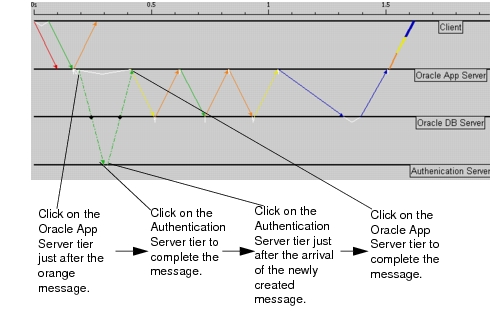 0s 0.5 1 1.5
Client
Oracle App Server
Oracle DB Server
Authenication Server
Click on the
Oracle App
Server tier
just after the
orange
message.
Click on the
Authentication
Server tier to
complete the
message.
Click on the
Authentication
Server tier just
after the arrival
of the newly
created
message.
Click on the
Oracle App
Server tier to
complete the
message.